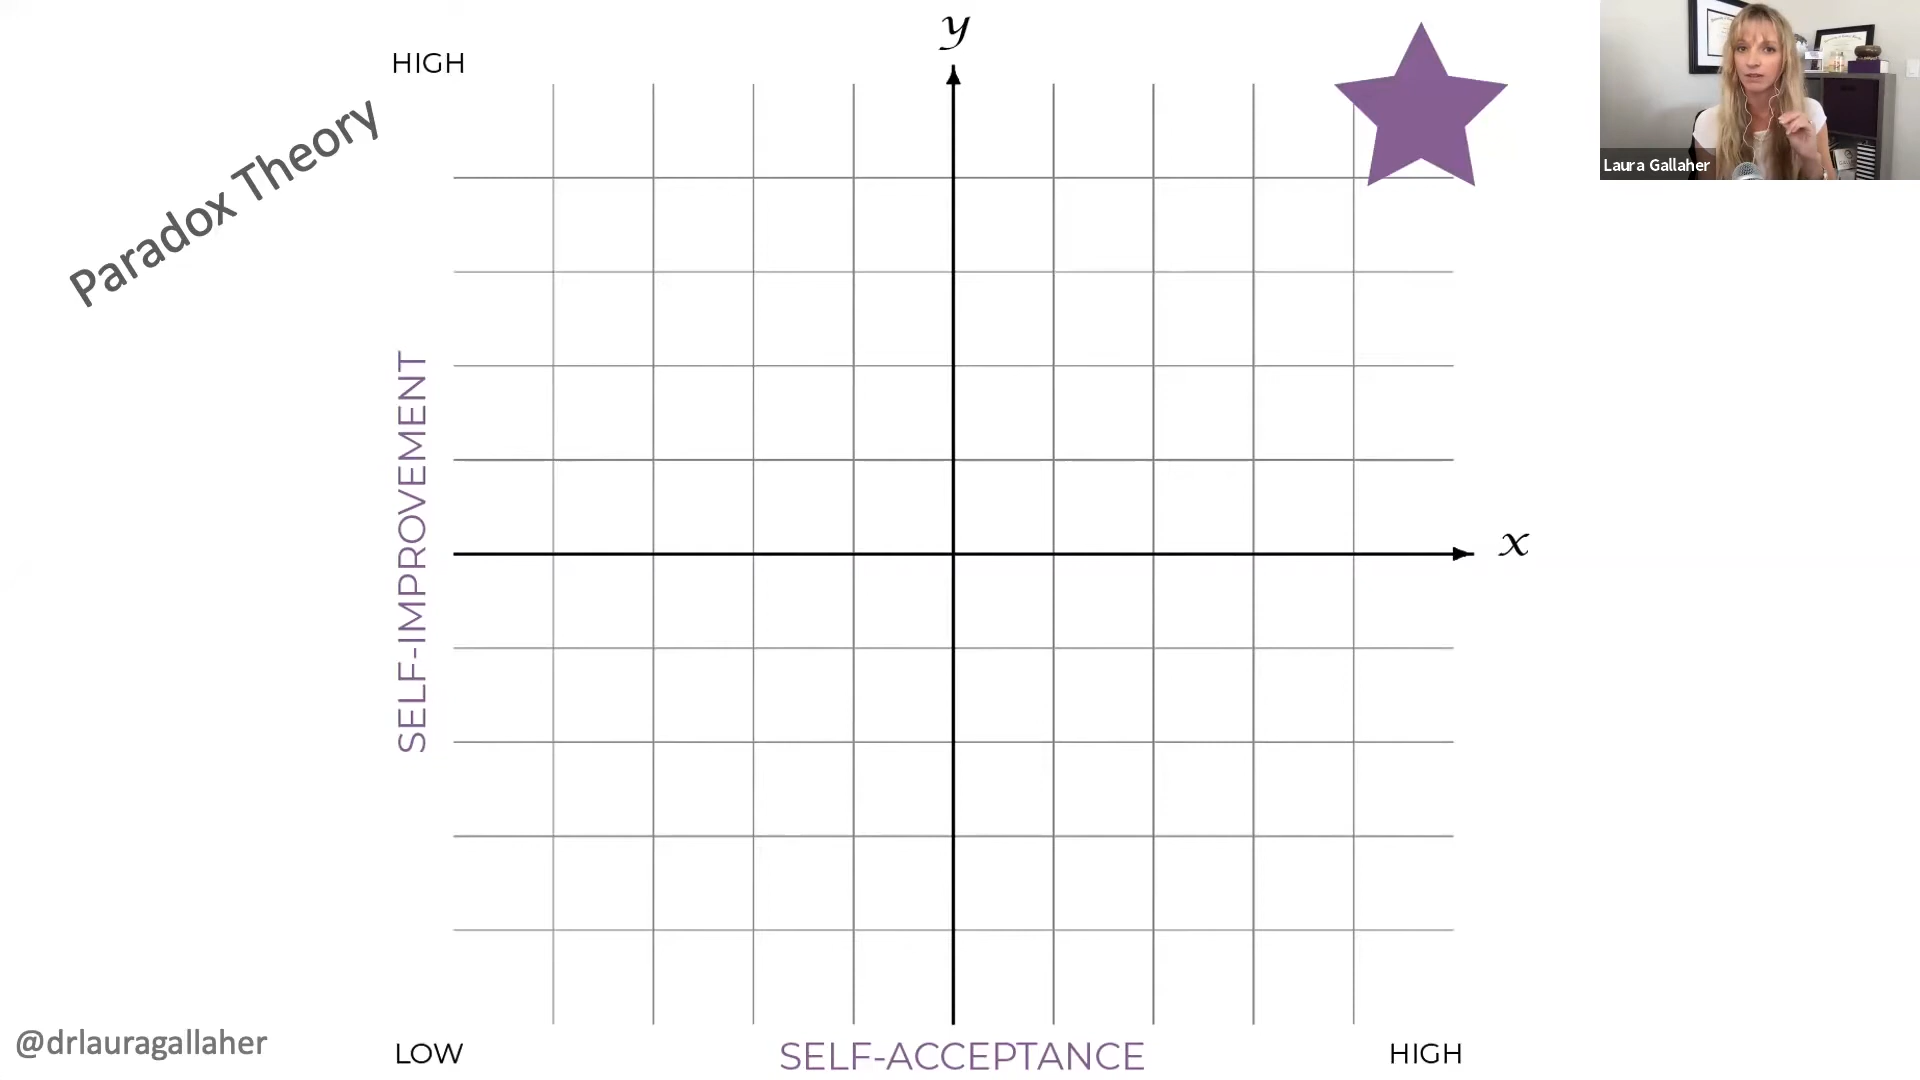 y
HIGH
Paradox Theory
Laura Gallaher
SELF-IMPROVEMENT
x
@drlauragallaher
LOW
SELF-ACCEPTANCE
HIGH